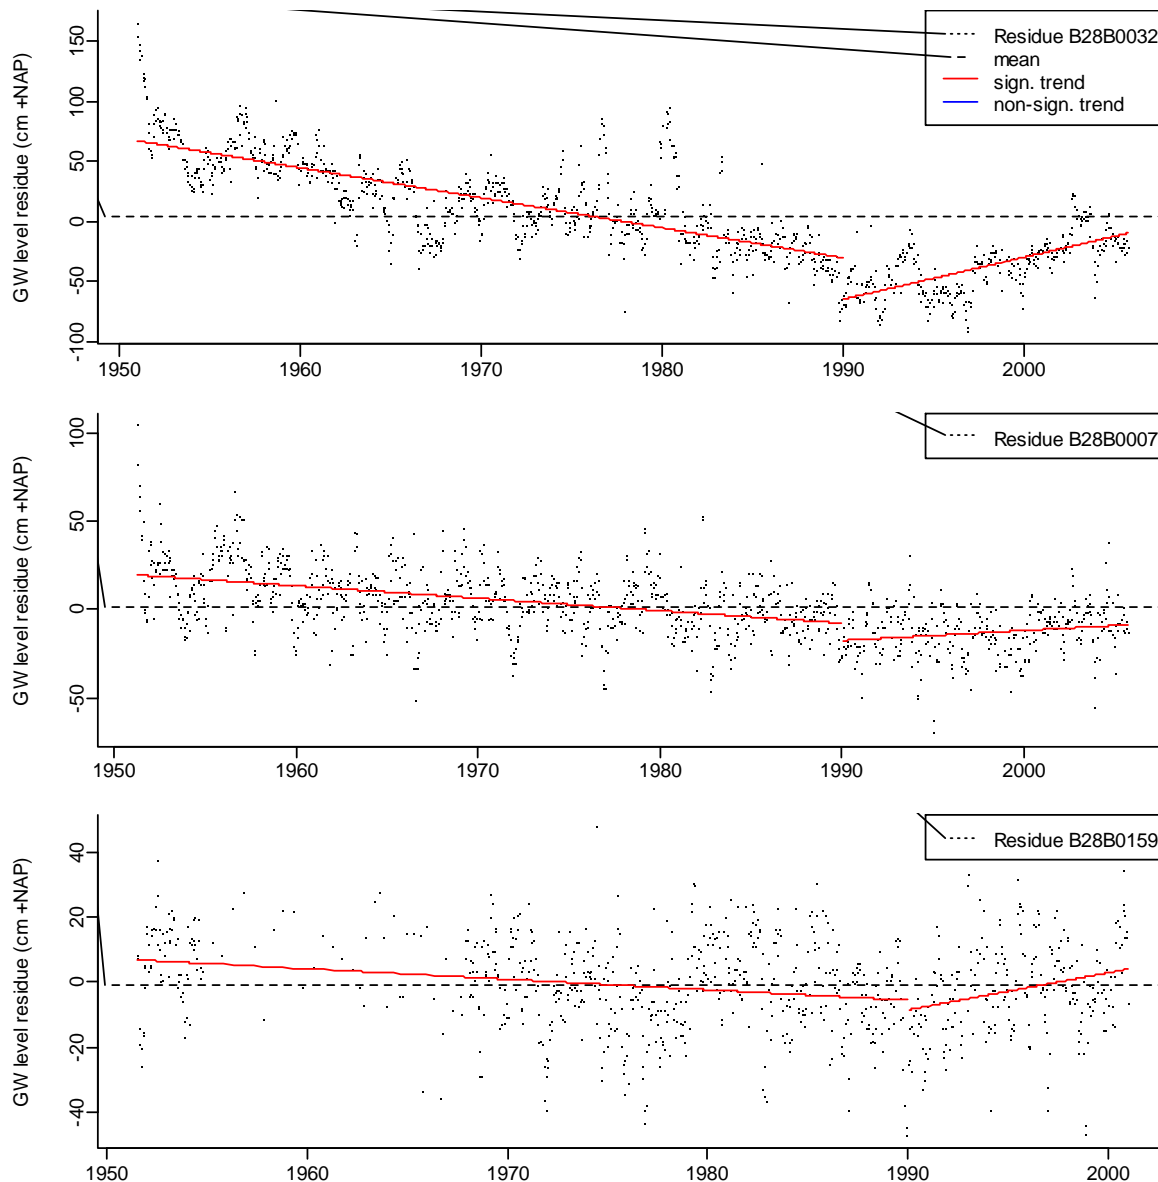 Residue B28B0032
mean
sign. trend
non-sign. trend
GW level residue (cm +NAP)
150
100
50
0
-50
-100
1950 1960 1970 1980 1990 2000
Residue B28B0007
GW level residue (cm +NAP)
100
50
0
-50
1950 1960 1970 1980 1990 2000
Residue B28B0159
GW level residue (cm +NAP)
40
20
0
-20
-40
1950 1960 1970 1980 1990 2000